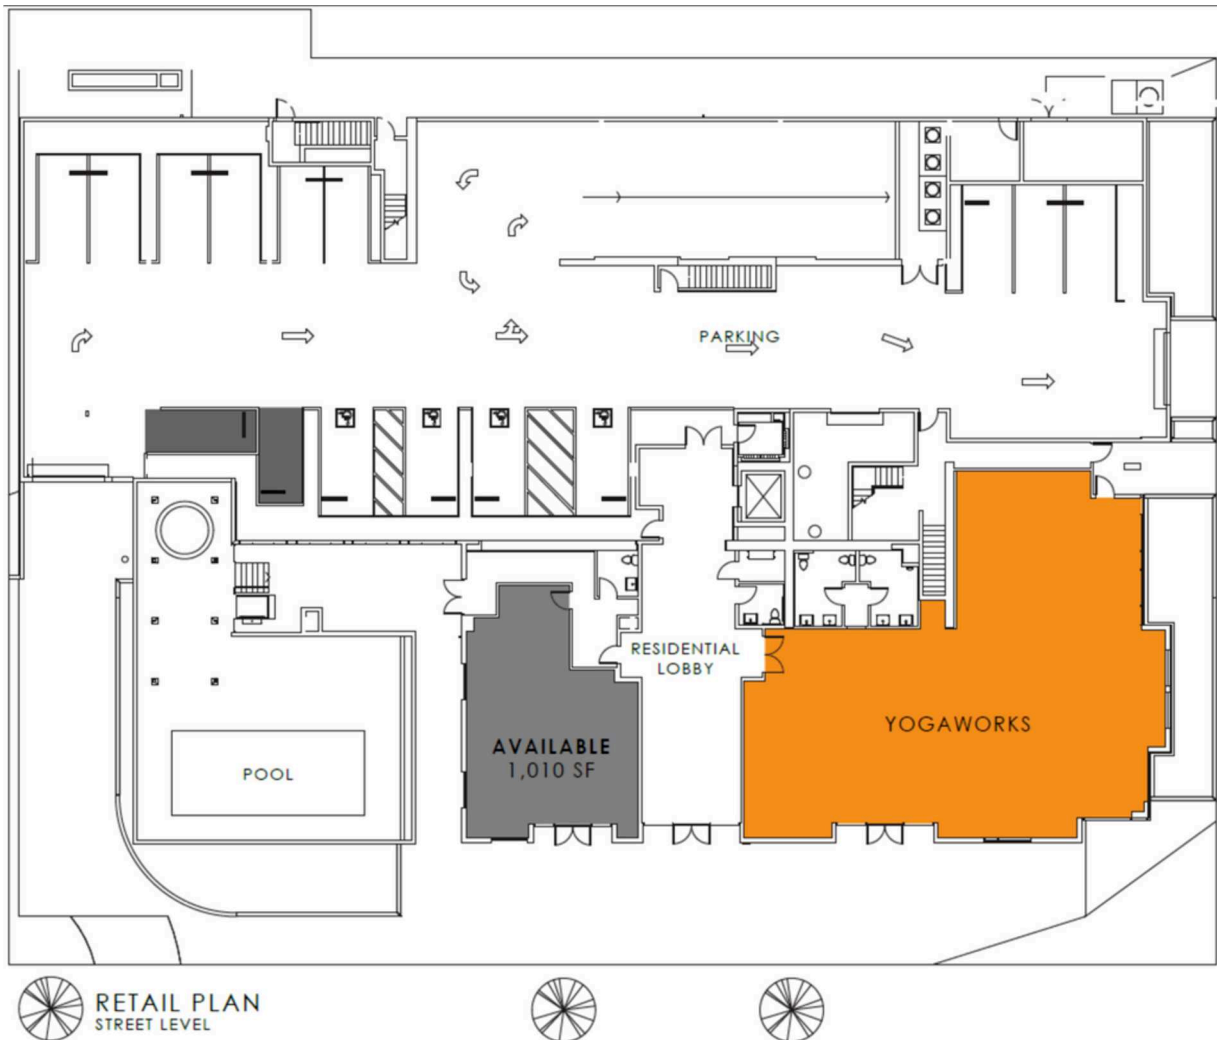 PARKING
RESIDENTIAL
LOBBY
YOGAWORKS
AVAILABLE
1,010 SF
POOL
RETAIL PLAN
STREET LEVEL